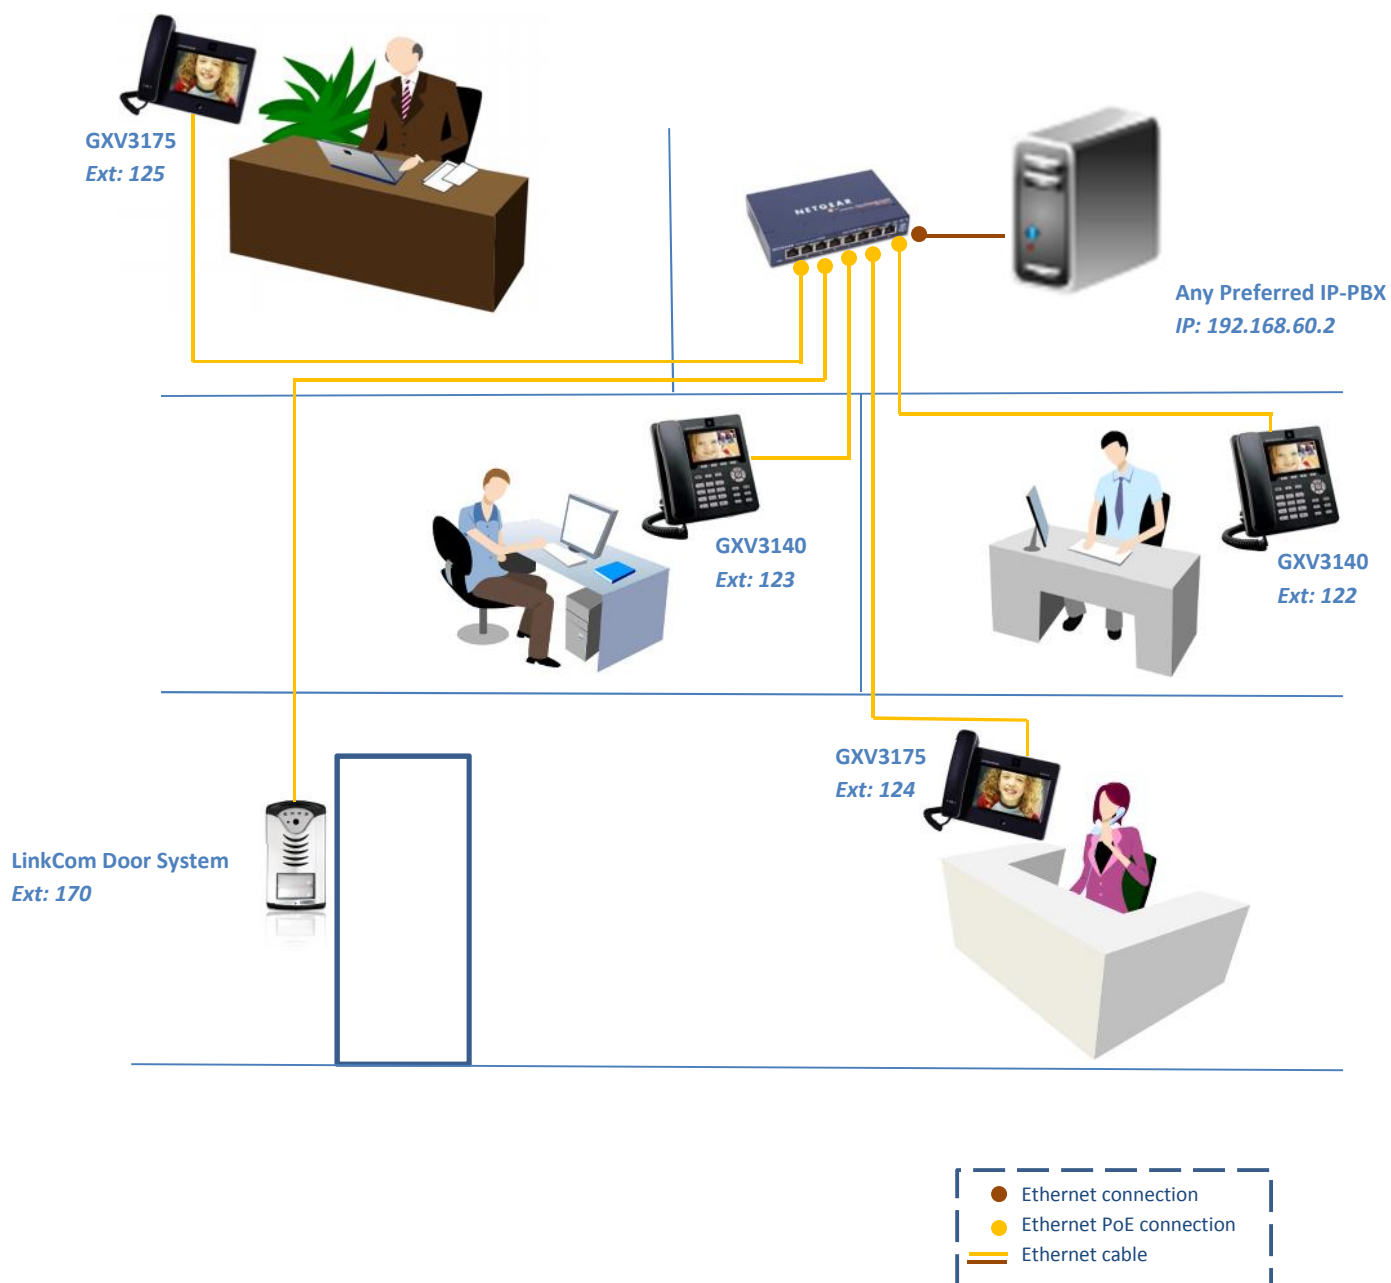 GXV3175
Ext: 125
NETGEAR
Any Preferred IP-PBX
IP: 192.168.60.2
GXV3140
Ext: 123
GXV3140
Ext: 122
GXV3175
Ext: 124
LinkCom Door System
Ext: 170
Ethernet connection
Ethernet PoE connection
Ethernet cable